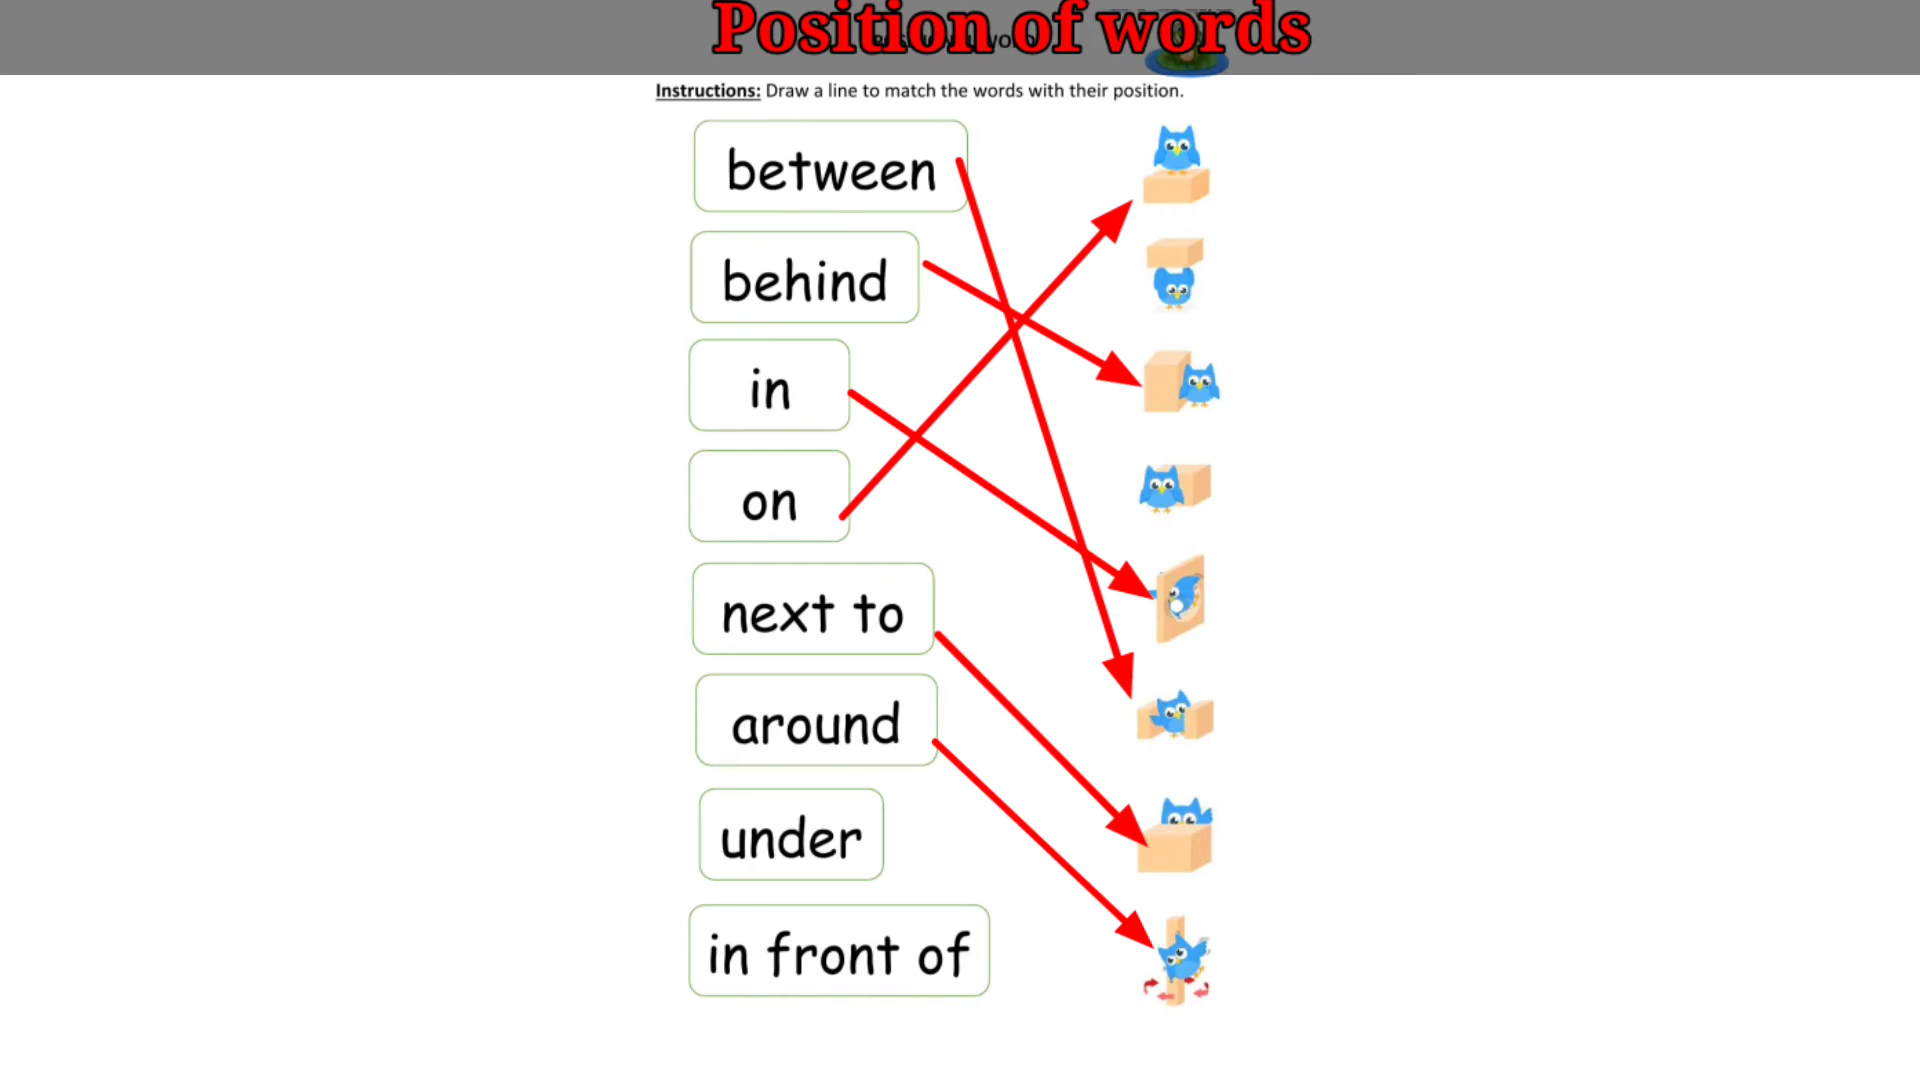 Position of words
Instructions: Draw a line to match the words with their position.
between
behind
in
on
next to
around
under
in front of